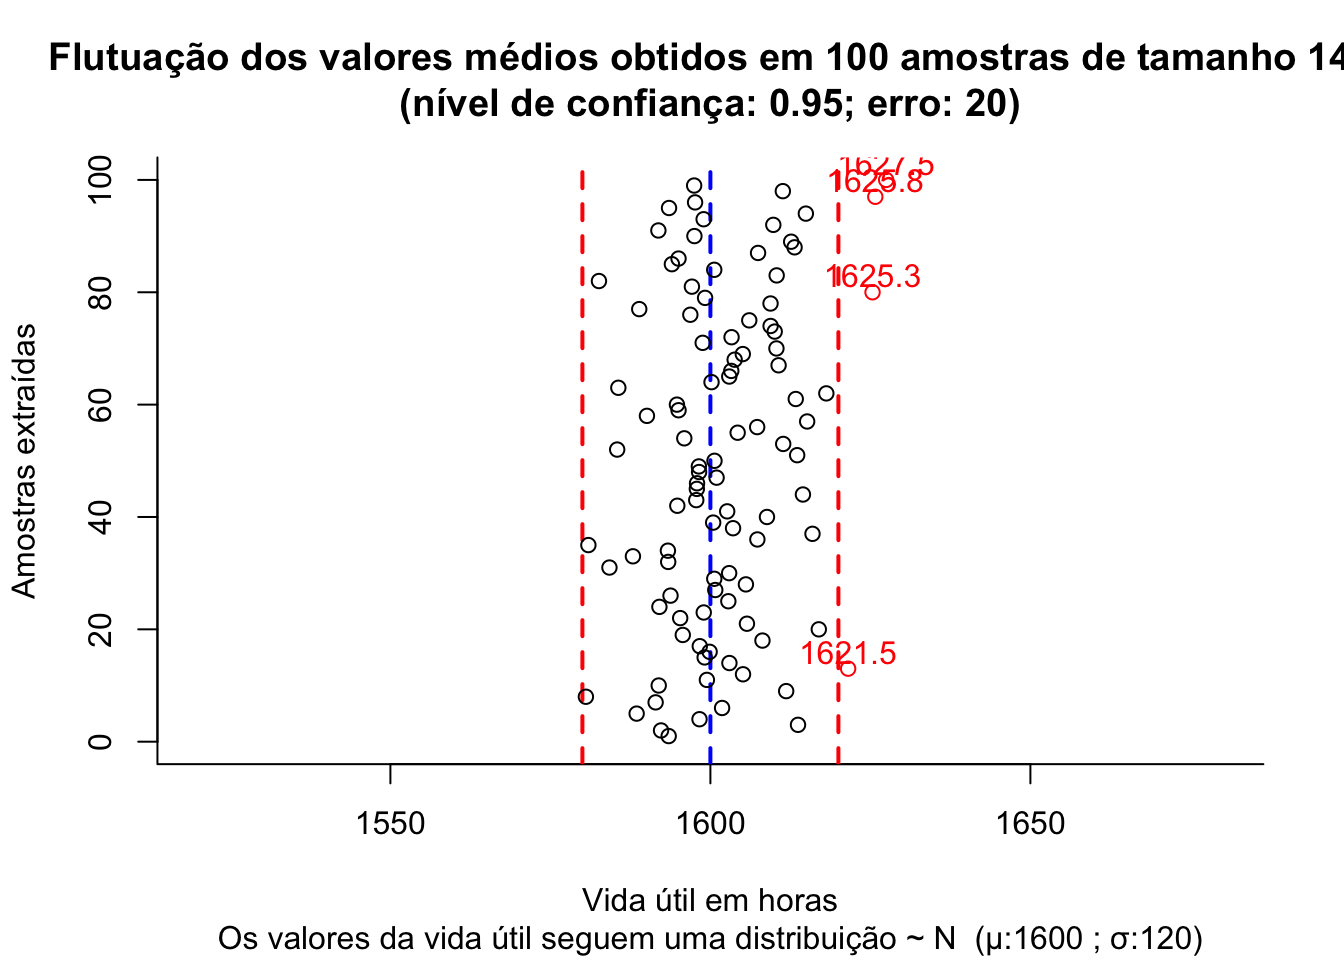 Flutuação dos valores médios obtidos em 100 amostras de tamanho 14
(nível de confiança: 0.95; erro: 20)
Amostras extraídas
100
80
60
40
20
0
1627.5
1625.8
1625.3
1621.5
1550
1600
1650
Vida útil em horas
Os valores da vida útil seguem uma distribuição ~ N (μ:1600 ; σ:120)